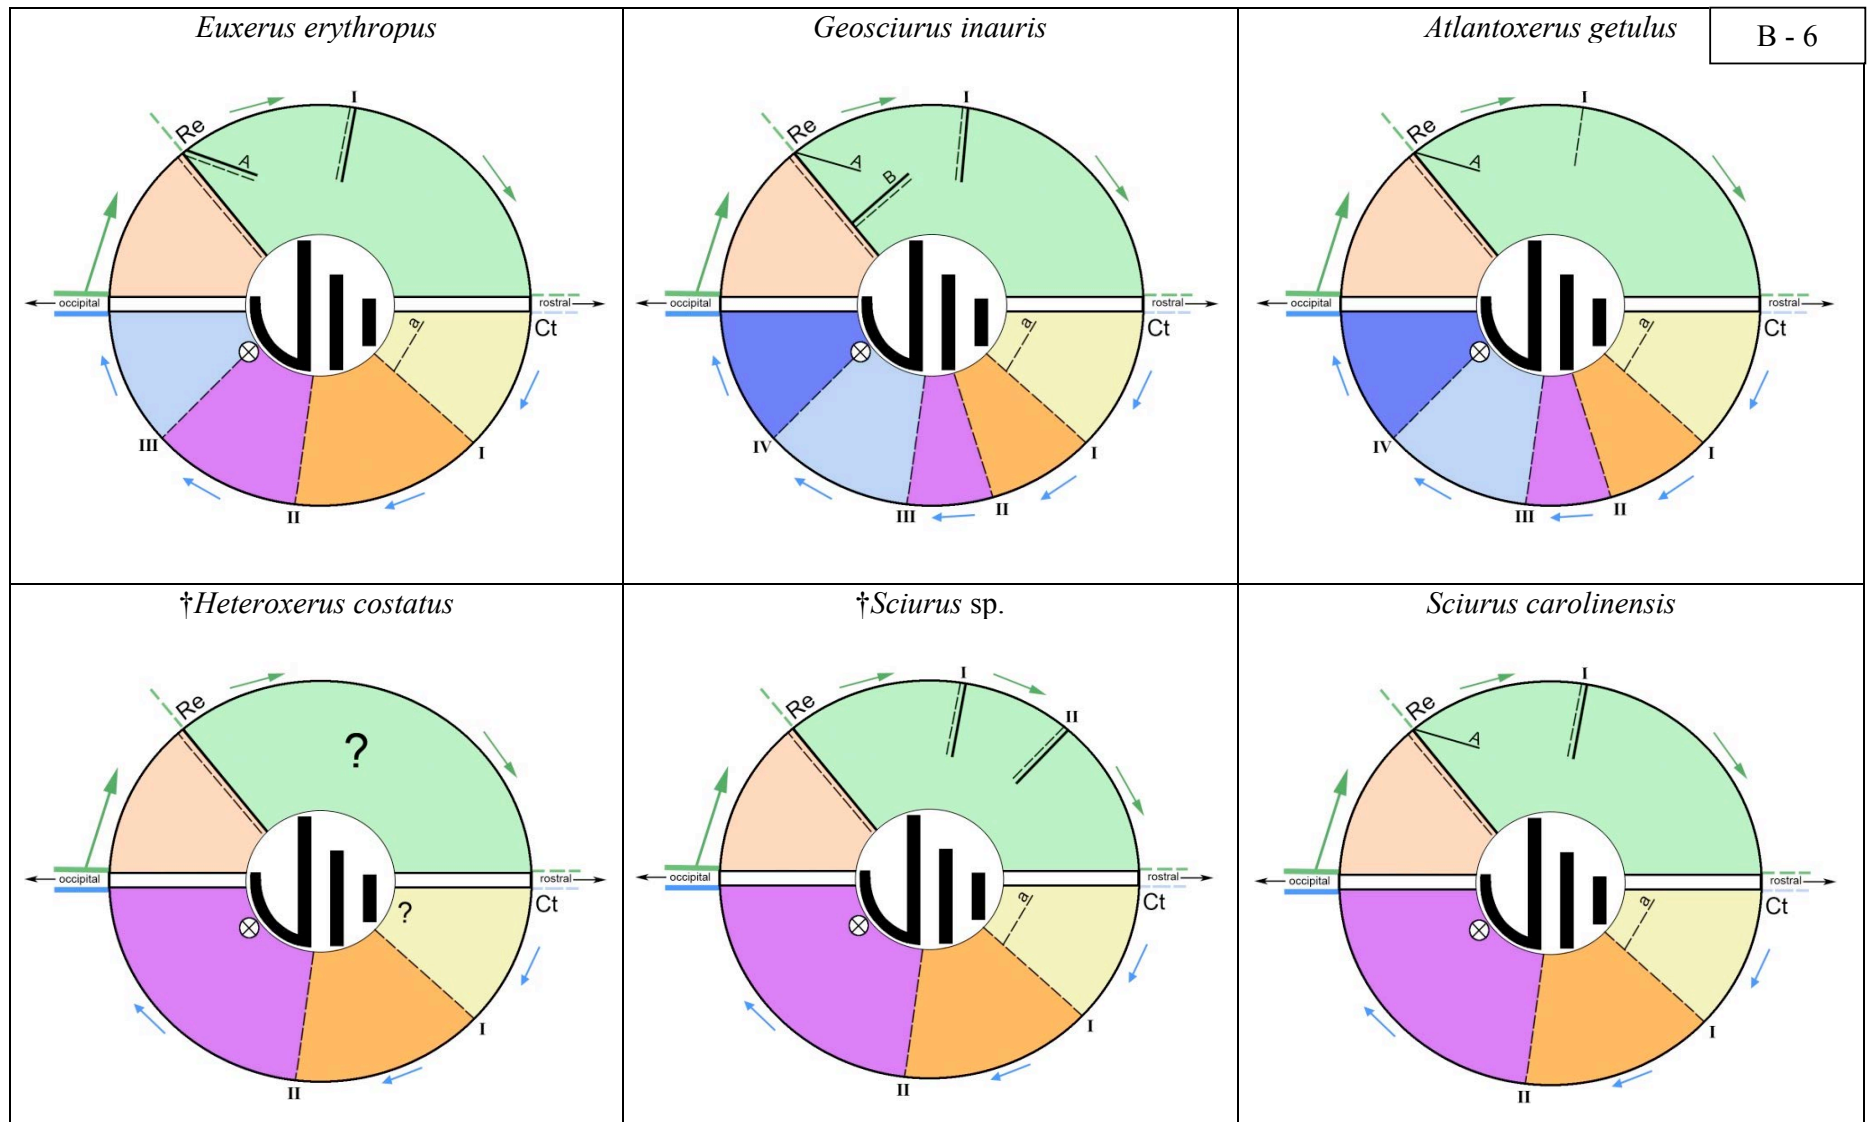 Euxerus erythropus
Geosciurus inauris
Atlantoxerus getulus
B - 6
I
Re
A
occipital
rostral
Ct
a
I
II
III
I
Re
A
B
occipital
rostral
Ct
a
I
II
III
IV
I
Re
A
occipital
rostral
Ct
a
I
II
III
IV
†Heteroxerus costatus
†Sciurus sp.
Sciurus carolinensis
Re
?
occipital
rostral
Ct
?
I
II
I
II
Re
occipital
rostral
Ct
a
I
II
I
Re
A
occipital
rostral
Ct
a
I
II